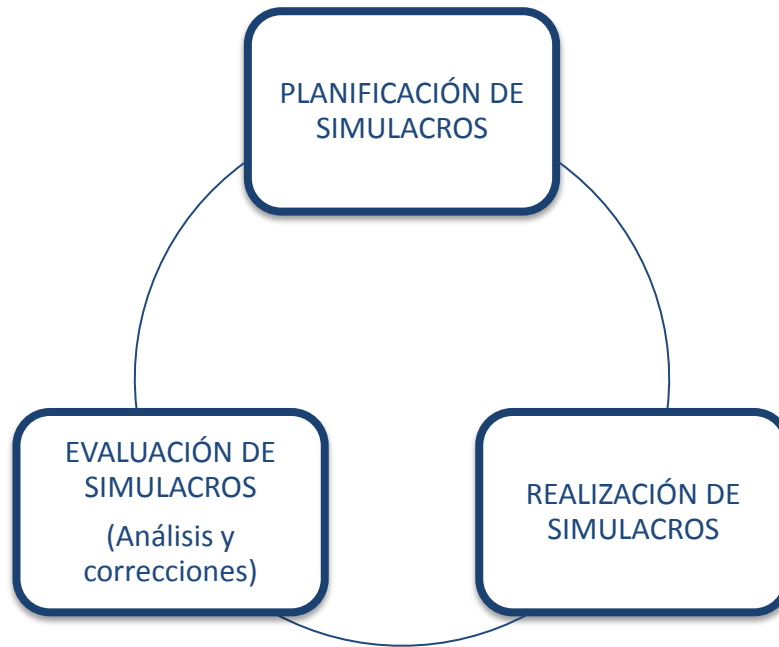 PLANIFICACIÓN DE
SIMULACROS
EVALUACIÓN DE
SIMULACROS
(Análisis y
correcciones)
REALIZACIÓN DE
SIMULACROS